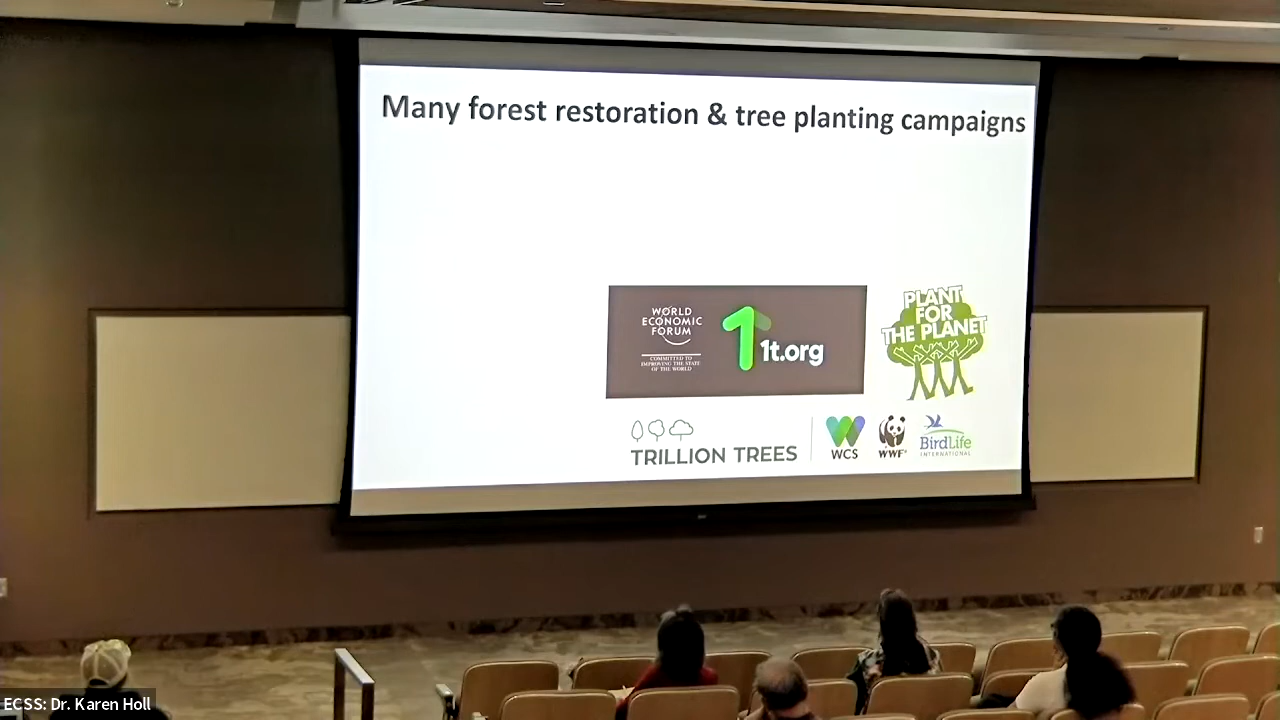 Many forest restoration & tree planting campaigns
WORLD
ECONOMIC
FORUM
COMMITTED TO
IMPROVING THE STATE
OF THE WORLD
1t.org
PLANT
FOR
THE PLANET
TRILLION TREES
WCS
WWF
BirdLife
INTERNATIONAL
ECSS: Dr. Karen Holl